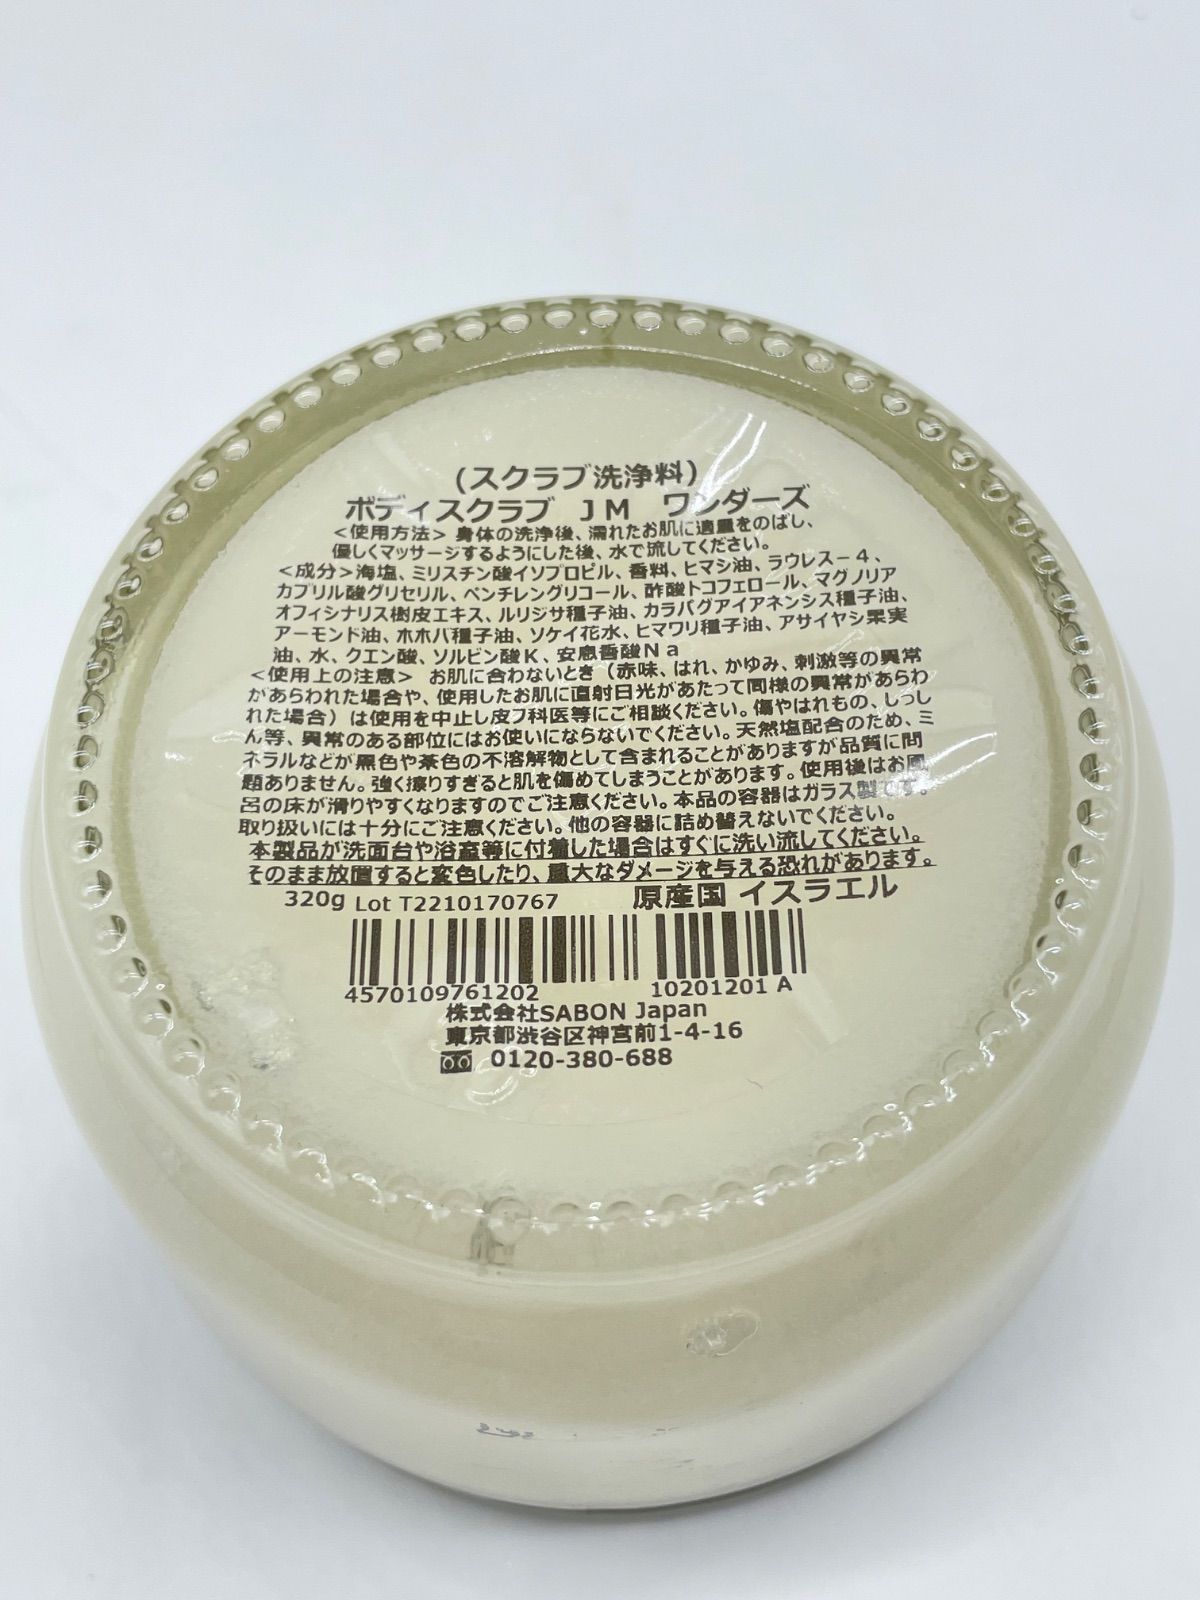 (スクラブ洗浄料)
ボディスクラブ JM ワンダーズ
<使用方法> 身体の洗浄後、濡れたお肌に適量をのばし、
優しくマッサージするようにした後、水で流してください。
<成分>海塩、ミリスチン酸イソプロピル、香料、ヒマシ油、ラウレス-4、
カプリル酸グリセリル、ペンチレングリコール、酢酸トコフェロール、マグノリア
オフィシナリス樹皮エキス、ルリジサ種子油、カラパグアイアネンシス種子油、
アーモンド油、ホホバ種子油、ソケイ花水、ヒマワリ種子油、アサイヤシ果実
油、水、クエン酸、ソルビン酸K、安息香酸Na
<使用上の注意> お肌に合わないとき(赤味、はれ、かゆみ、刺激等の異常
があらわれた場合や、使用したお肌に直射日光があたって同様の異常があらわ
れた場合)は使用を中止し皮フ科医等にご相談ください。傷やはれもの、しっし
ん等、異常のある部位にはお使いにならないでください。天然塩配合のため、ミ
ネラルなどが黒色や茶色の不溶解物として含まれることがありますが品質に問
題ありません。強く擦りすぎると肌を傷めてしまうことがあります。使用後はお風
呂の床が滑りやすくなりますのでご注意ください。本品の容器はガラス製です。
取り扱いには十分にご注意ください。他の容器に詰め替えないでください。
本製品が洗面台や浴室等に付着した場合はすぐに洗い流してください。
そのまま放置すると変色したり、重大なダメージを与える恐れがあります。
320g Lot T2210170767 原産国 イスラエル
4570109761202 10201201 A
株式会社SABON Japan
東京都渋谷区神宮前1-4-16
0120-380-688